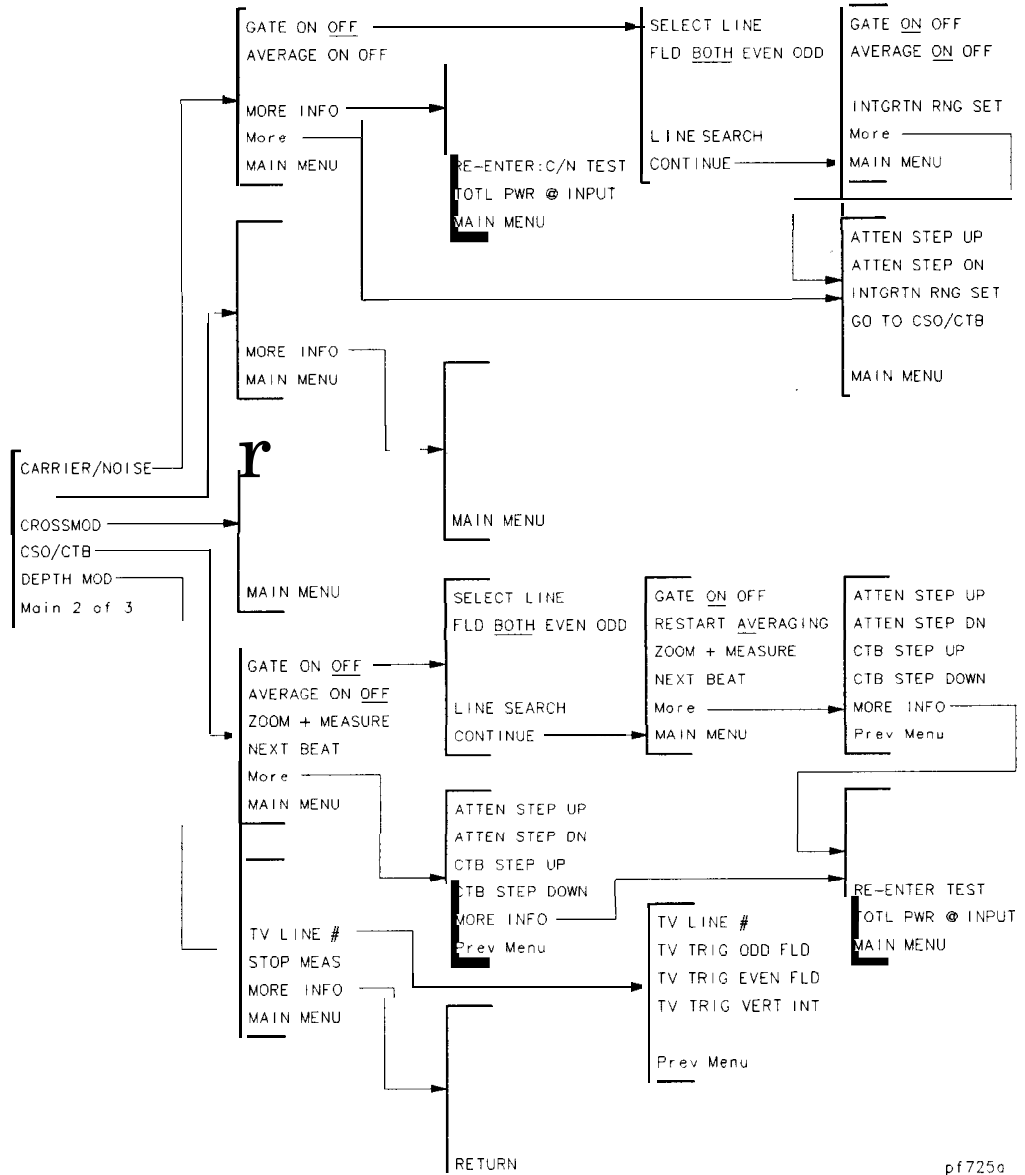 GATE ON OFF
AVERAGE ON OFF
MORE INFO
More
MAIN MENU
SELECT LINE
FLD BOTH EVEN ODD
LINE SEARCH
CONTINUE
GATE ON OFF
AVERAGE ON OFF
INTGRTN RNG SET
More
MAIN MENU
RE-ENTER:C/N TEST
TOTL PWR @ INPUT
MAIN MENU
ATTEN STEP UP
ATTEN STEP ON
INTGRTN RNG SET
GO TO CSO/CTB
MAIN MENU
MORE INFO
MAIN MENU
MAIN MENU
r
MAIN MENU
CARRIER/NOISE
CROSSMOD
CSO/CTB
DEPTH MOD
Main 2 of 3
GATE ON OFF
AVERAGE ON OFF
ZOOM + MEASURE
NEXT BEAT
More
MAIN MENU
SELECT LINE
FLD BOTH EVEN ODD
LINE SEARCH
CONTINUE
GATE ON OFF
RESTART AVERAGING
ZOOM + MEASURE
NEXT BEAT
More
MAIN MENU
ATTEN STEP UP
ATTEN STEP DN
CTB STEP UP
CTB STEP DOWN
MORE INFO
Prev Menu
ATTEN STEP UP
ATTEN STEP DN
CTB STEP UP
CTB STEP DOWN
MORE INFO
Prev Menu
RE-ENTER TEST
TOTL PWR @ INPUT
MAIN MENU
TV LINE #
STOP MEAS
MORE INFO
MAIN MENU
TV LINE #
TV TRIG ODD FLD
TV TRIG EVEN FLD
TV TRIG VERT INT
Prev Menu
RETURN
pf725a